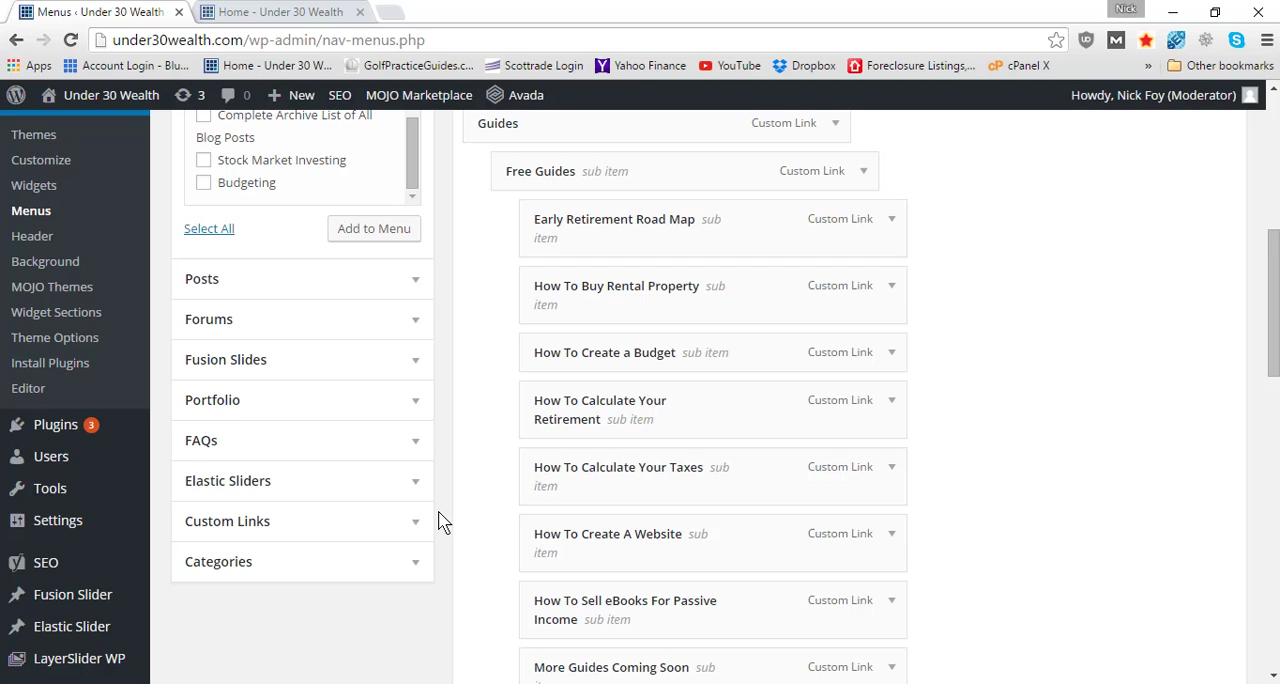 Menus ‹ Under 30 Wealth
Home - Under 30 Wealth
Nick
under30wealth.com/wp-admin/nav-menus.php
Apps
Account Login - Blu...
Home - Under 30 W...
GolfPracticeGuides.c...
Scottrade Login
Yahoo Finance
YouTube
Dropbox
Foreclosure Listings,...
cPanel X
»
Other bookmarks
Under 30 Wealth
3
0
New
SEO
MOJO Marketplace
Avada
Howdy, Nick Foy (Moderator)
Themes
Customize
Widgets
Menus
Header
Background
MOJO Themes
Widget Sections
Theme Options
Install Plugins
Editor
Plugins 3
Users
Tools
Settings
SEO
Fusion Slider
Elastic Slider
LayerSlider WP
Complete Archive List of All
Blog Posts
Stock Market Investing
Budgeting
Select All
Add to Menu
Posts
Forums
Fusion Slides
Portfolio
FAQs
Elastic Sliders
Custom Links
Categories
Guides Custom Link
Free Guides sub item Custom Link
Early Retirement Road Map sub
item
Custom Link
How To Buy Rental Property sub
item
Custom Link
How To Create a Budget sub item Custom Link
How To Calculate Your
Retirement sub item
Custom Link
How To Calculate Your Taxes sub
item
Custom Link
How To Create A Website sub
item
Custom Link
How To Sell eBooks For Passive
Income sub item
Custom Link
More Guides Coming Soon sub
Custom Link